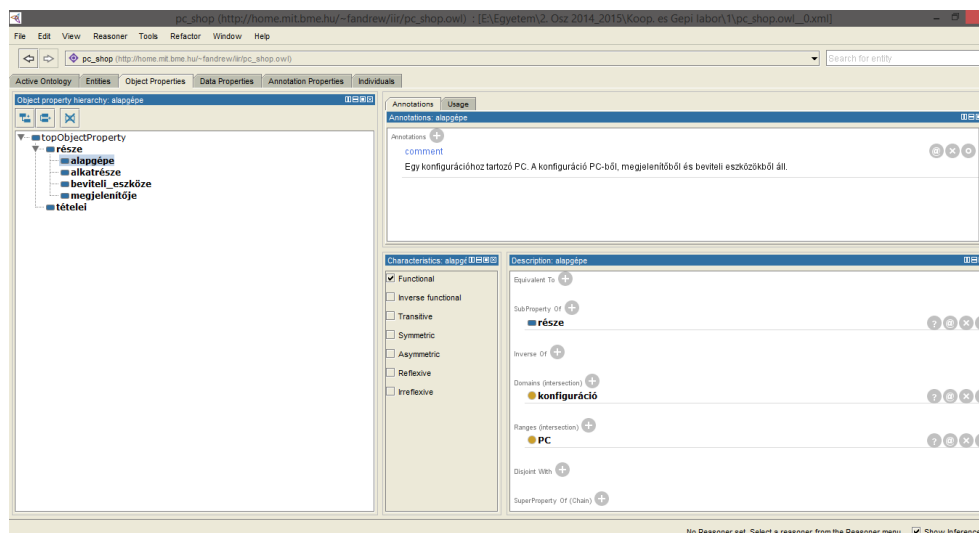 pc_shop (http://home.mit.bme.hu/~fandrew/iir/pc_shop.owl) : [E:\Egyetem\2. Osz 2014_2015\Koop. es Gepi labor\1\pc_shop.owl__0.xml]
File Edit View Reasoner Tools Refactor Window Help
pc_shop (http://home.mit.bme.hu/~fandrew/iir/pc_shop.owl)
Search for entity
Active Ontology Entities Object Properties Data Properties Annotation Properties Individuals
Object property hierarchy: alapgépe
topObjectProperty
része
alapgépe
alkatrésze
beviteli_eszköze
megjelenítője
tételei
Annotations Usage
Annotations: alapgépe
Annotations
comment
Egy konfigurációhoz tartozó PC. A konfiguráció PC-ből, megjelenítőből és beviteli eszközökből áll.
Characteristics: alapgé
Functional
Inverse functional
Transitive
Symmetric
Asymmetric
Reflexive
Irreflexive
Description: alapgépe
Equivalent To
SubProperty Of
része
Inverse Of
Domains (intersection)
konfiguráció
Ranges (intersection)
PC
Disjoint With
SuperProperty Of (Chain)
No Reasoner set. Select a reasoner from the Reasoner menu Show Inference